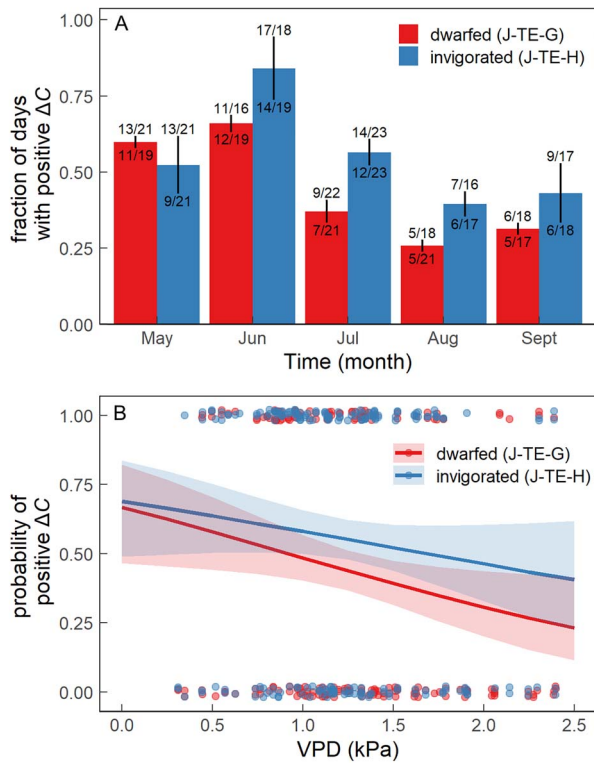 A
dwarfed (J-TE-G)
invigorated (J-TE-H)
fraction of days
with positive ΔC
1.00
0.75
0.50
0.25
0.00
13/21
11/19
13/21
9/21
11/16
12/19
17/18
14/19
9/22
7/21
14/23
12/23
5/18
5/21
7/16
6/17
6/18
5/17
9/17
6/18
May Jun Jul Aug Sept
Time (month)
B
dwarfed (J-TE-G)
invigorated (J-TE-H)
probability of
positive ΔC
1.00
0.75
0.50
0.25
0.00
0.0 0.5 1.0 1.5 2.0 2.5
VPD (kPa)